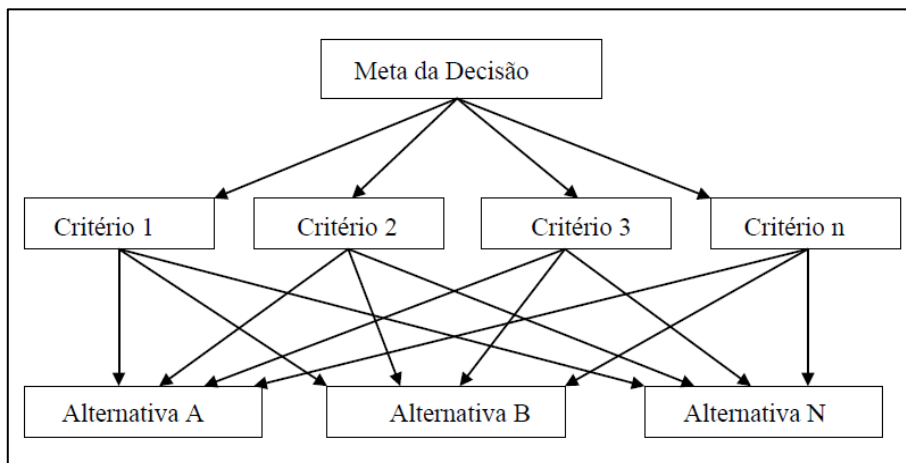 Meta da Decisão
Critério 1
Critério 2
Critério 3
Critério n
Alternativa A
Alternativa B
Alternativa N